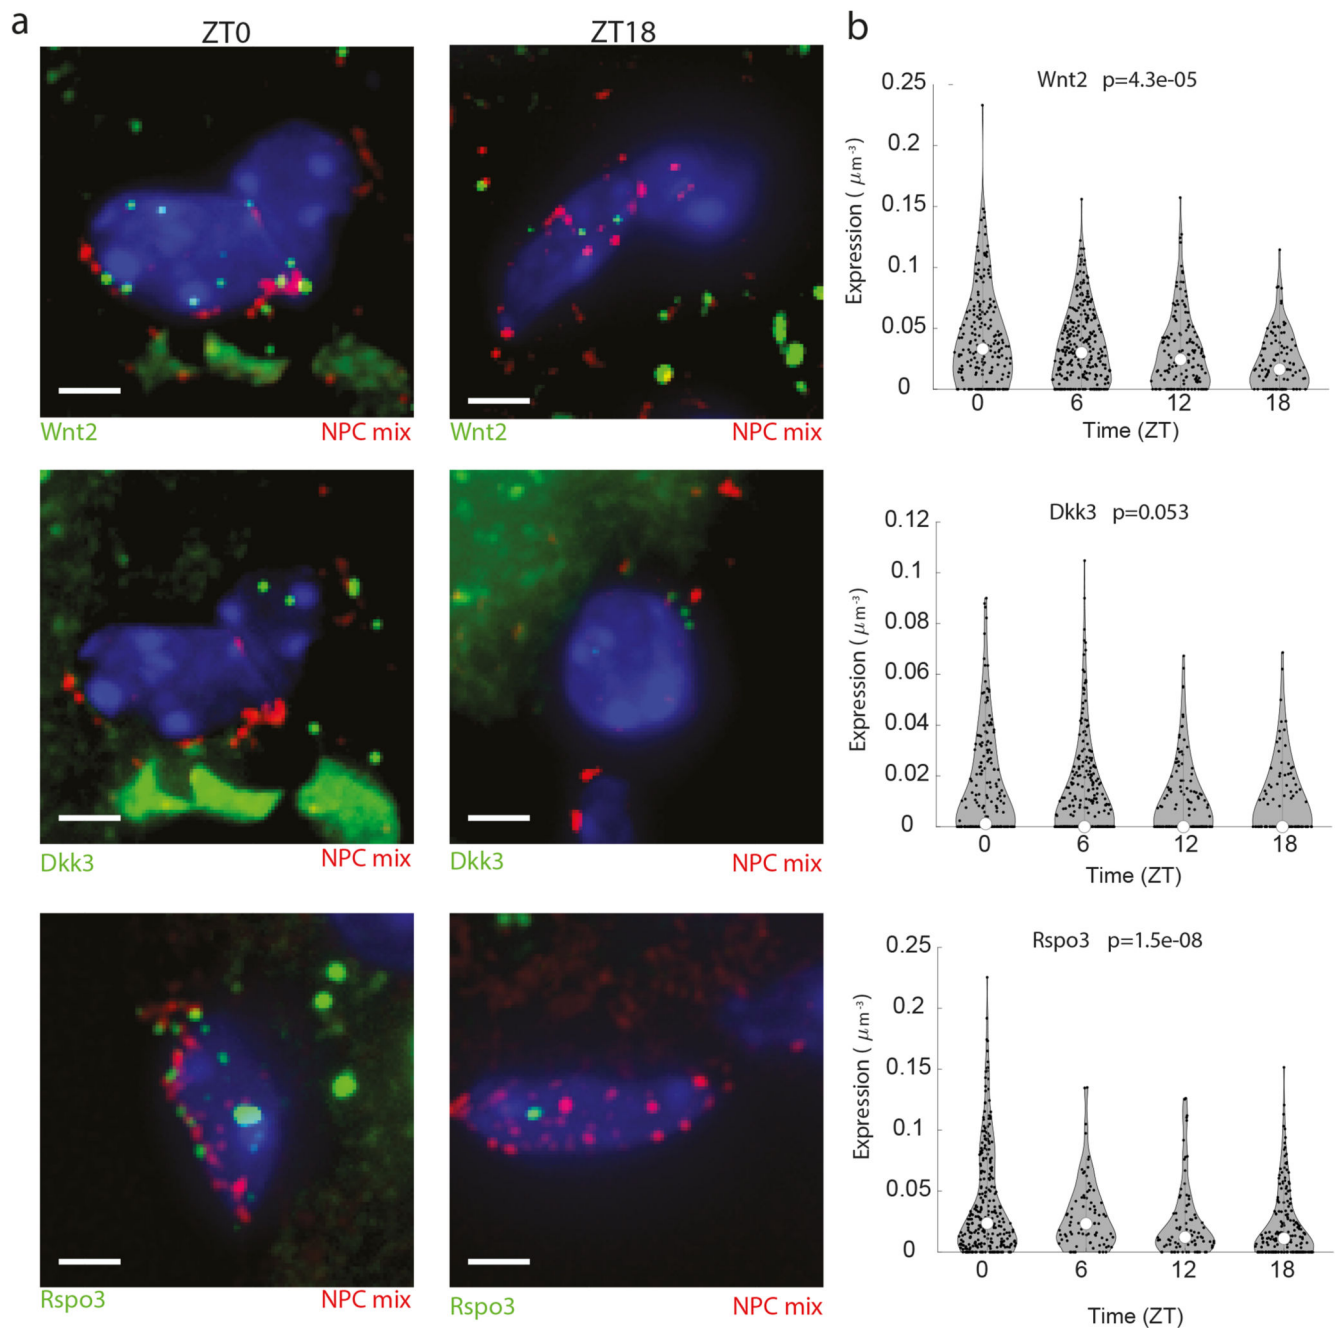 a
ZT0
ZT18
Wnt2
NPC mix
Wnt2
NPC mix
Dkk3
NPC mix
Dkk3
NPC mix
Rspo3
NPC mix
Rspo3
NPC mix
b
Wnt2 p=4.3e-05
Expression ( μm⁻³)
0.25
0.2
0.15
0.1
0.05
0
0 6 12 18
Time (ZT)
Dkk3 p=0.053
Expression ( μm⁻³)
0.12
0.1
0.08
0.06
0.04
0.02
0
0 6 12 18
Time (ZT)
Rspo3 p=1.5e-08
Expression ( μm⁻³)
0.25
0.2
0.15
0.1
0.05
0
0 6 12 18
Time (ZT)